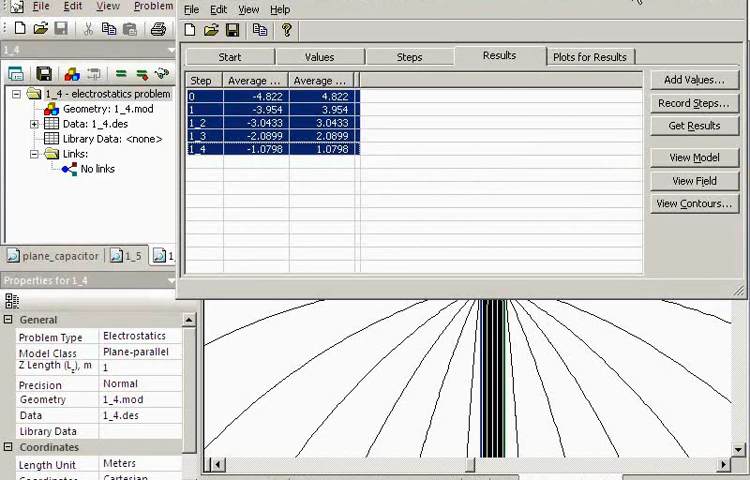 File Edit View Problem
File Edit View Help
1_4
1_4 - electrostatics problem
Geometry: 1_4.mod
Data: 1_4.des
Library Data: <none>
Links:
No links
plane_capacitor 1_5 1_
Properties for 1_4
General
Problem Type Electrostatics
Model Class Plane-parallel
Z Length (Lz), m 1
Precision Normal
Geometry 1_4.mod
Data 1_4.des
Library Data
Coordinates
Length Unit Meters
Coordinates Cartesian
Start Values Steps Results Plots for Results
Step Average ... Average ...
0 -4.822 4.822
1 -3.954 3.954
1_2 -3.0433 3.0433
1_3 -2.0899 2.0899
1_4 -1.0798 1.0798
Add Values...
Record Steps...
Get Results
View Model
View Field
View Contours...